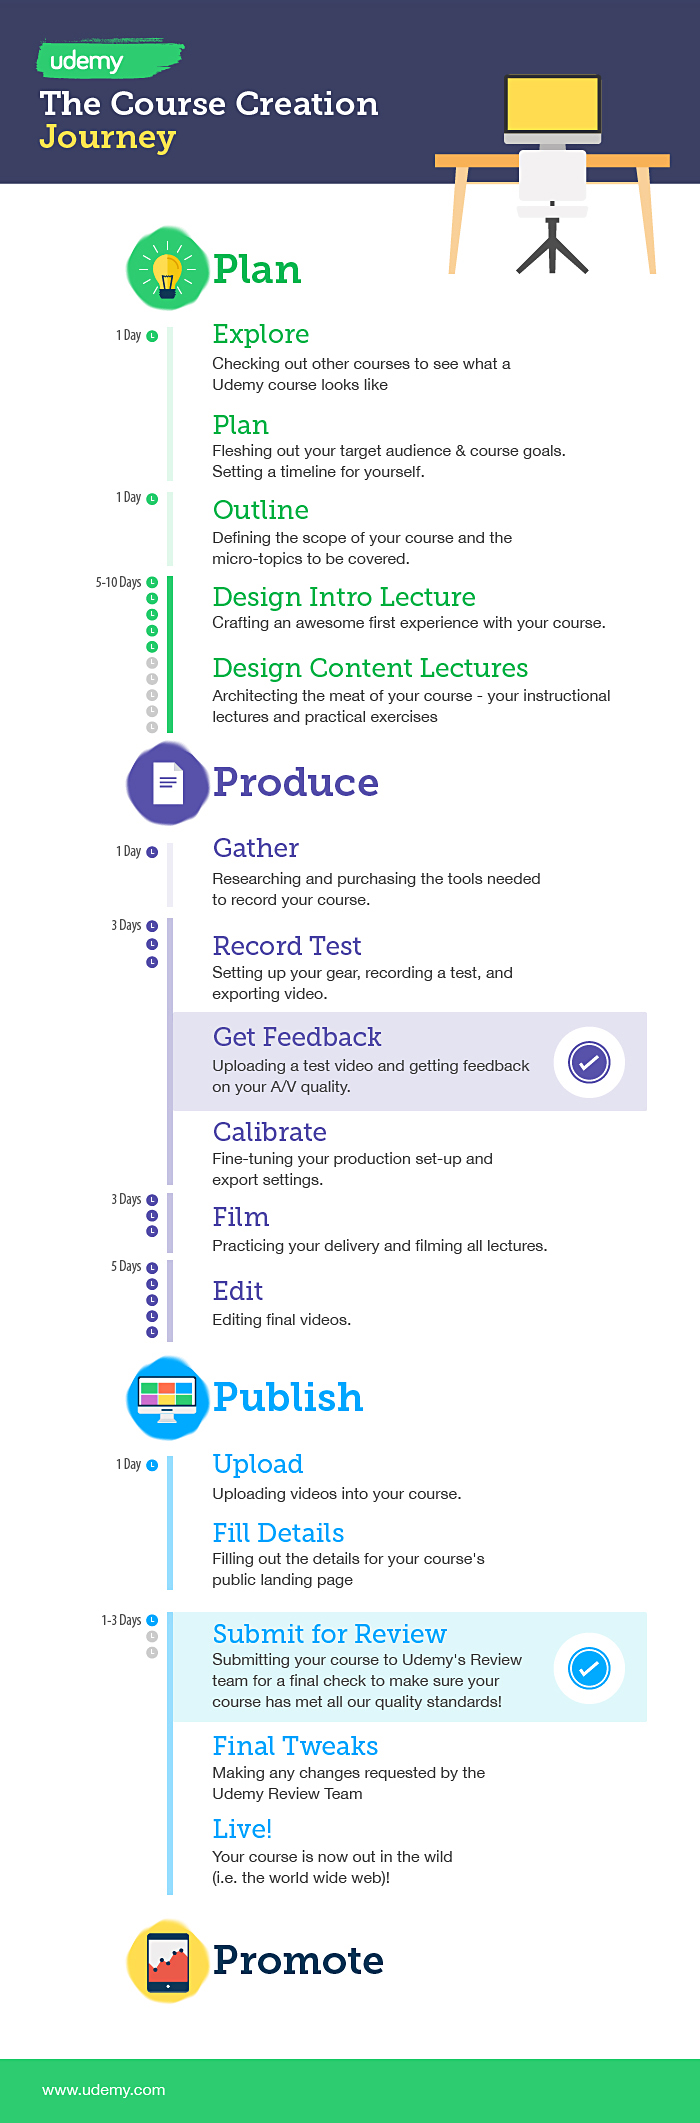 udemy
The Course Creation
Journey
Plan
1 Day
Explore
Checking out other courses to see what a
Udemy course looks like
Plan
Fleshing out your target audience & course goals.
Setting a timeline for yourself.
1 Day
Outline
Defining the scope of your course and the
micro-topics to be covered.
5-10 Days
Design Intro Lecture
Crafting an awesome first experience with your course.
Design Content Lectures
Architecting the meat of your course - your instructional
lectures and practical exercises
Produce
1 Day
Gather
Researching and purchasing the tools needed
to record your course.
3 Days
Record Test
Setting up your gear, recording a test, and
exporting video.
Get Feedback
Uploading a test video and getting feedback
on your A/V quality.
Calibrate
Fine-tuning your production set-up and
export settings.
3 Days
Film
Practicing your delivery and filming all lectures.
5 Days
Edit
Editing final videos.
Publish
1 Day
Upload
Uploading videos into your course.
Fill Details
Filling out the details for your course's
public landing page
1-3 Days
Submit for Review
Submitting your course to Udemy's Review
team for a final check to make sure your
course has met all our quality standards!
Final Tweaks
Making any changes requested by the
Udemy Review Team
Live!
Your course is now out in the wild
(i.e. the world wide web)!
Promote
www.udemy.com